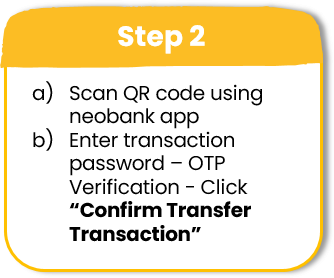 Step 2
a) Scan QR code using
neobank app
b) Enter transaction
password – OTP
Verification - Click
“Confirm Transfer
Transaction”